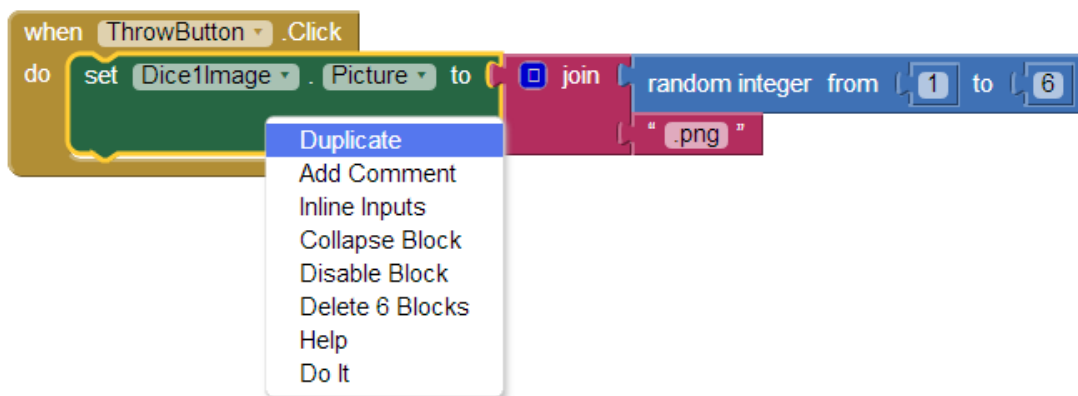 when ThrowButton .Click
do set Dice1Image . Picture to join random integer from 1 to 6
" .png "
Duplicate
Add Comment
Inline Inputs
Collapse Block
Disable Block
Delete 6 Blocks
Help
Do It